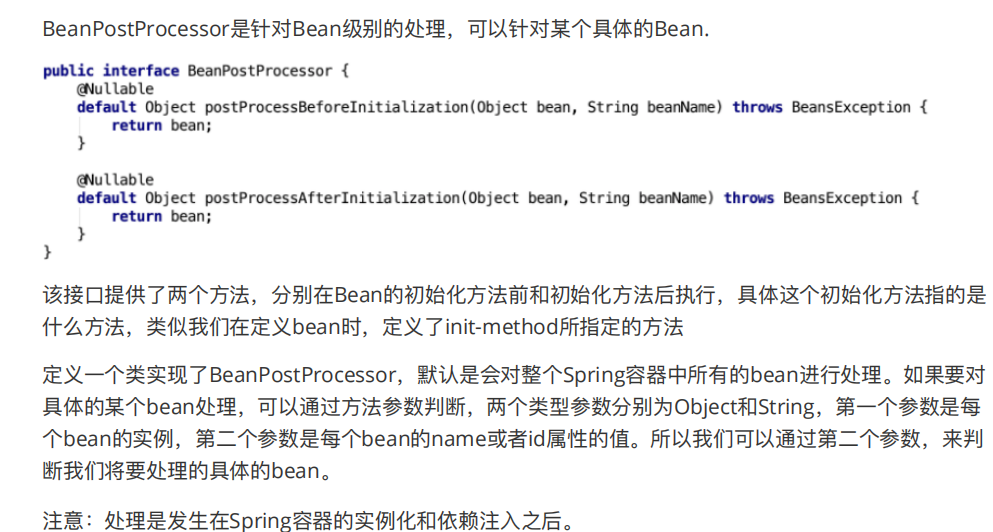 BeanPostProcessor是针对Bean级别的处理，可以针对某个具体的Bean.
public interface BeanPostProcessor {
    @Nullable
    default Object postProcessBeforeInitialization(Object bean, String beanName) throws BeansException {
        return bean;
    }

    @Nullable
    default Object postProcessAfterInitialization(Object bean, String beanName) throws BeansException {
        return bean;
    }
}
该接口提供了两个方法，分别在Bean的初始化方法前和初始化方法后执行，具体这个初始化方法指的是
什么方法，类似我们在定义bean时，定义了init-method所指定的方法
定义一个类实现了BeanPostProcessor，默认是会对整个Spring容器中所有的bean进行处理。如果要对
具体的某个bean处理，可以通过方法参数判断，两个类型参数分别为Object和String，第一个参数是每
个bean的实例，第二个参数是每个bean的name或者id属性的值。所以我们可以通过第二个参数，来判
断我们将要处理的具体的bean。
注意：处理是发生在Spring容器的实例化和依赖注入之后。